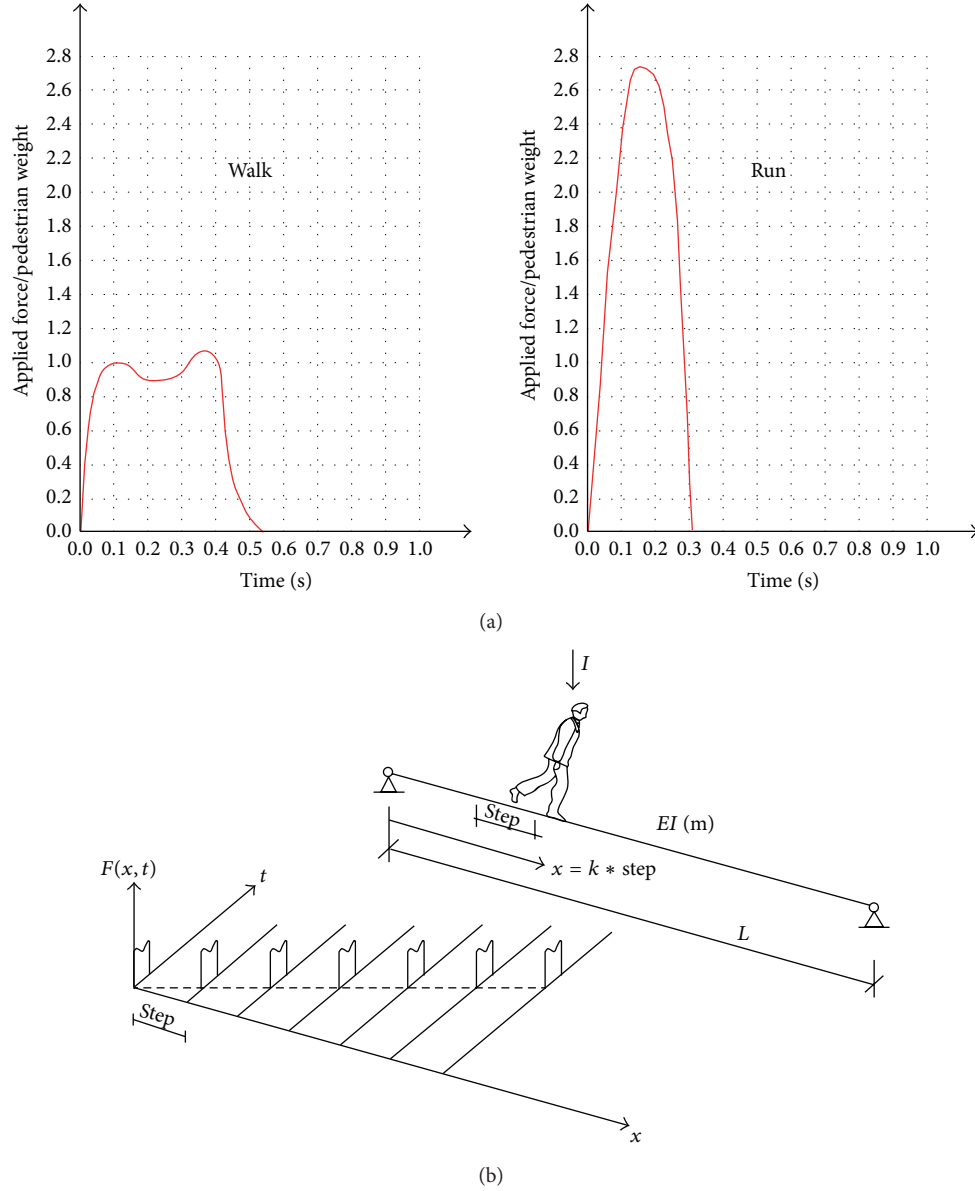 Applied force/pedestrian weight
2.8
2.6
2.4
2.2
2.0
1.8
1.6
1.4
1.2
1.0
0.8
0.6
0.4
0.2
0.0
Walk
0.0 0.1 0.2 0.3 0.4 0.5 0.6 0.7 0.8 0.9 1.0
Time (s)
Applied force/pedestrian weight
2.8
2.6
2.4
2.2
2.0
1.8
1.6
1.4
1.2
1.0
0.8
0.6
0.4
0.2
0.0
Run
0.0 0.1 0.2 0.3 0.4 0.5 0.6 0.7 0.8 0.9 1.0
Time (s)
(a)
I
Step
EI (m)
x = k ∗ step
L
F(x, t)
t
Step
x
(b)